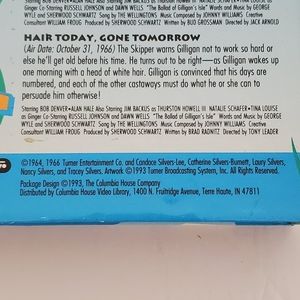 Starring BOB DENVER•ALAN HALE Also Starring JIM BACKUS as THURSTON HOWELL III NATALIE SCHAFER•TINA LOUISE
as Ginger Co-Starring RUSSELL JOHNSON and DAWN WELLS "The Ballad of Gilligan's Isle" Words and Music by GEORGE
WYLE and SHERWOOD SCHWARTZ Song by THE WELLINGTONS Music Composed by JOHNNY WILLIAMS Creative
Consultant WILLIAM FROUG Produced by SHERWOOD SCHWARTZ Written by BUD GROSSMAN Directed by JACK ARNOLD
HAIR TODAY, GONE TOMORROW
(Air Date: October 31, 1966) The Skipper warns Gilligan not to work so hard or
else he'll get old before his time. He turns out to be right—as Gilligan wakes up
one morning with a head of white hair. Gilligan is convinced that his days are
numbered, and each of the other castaways must do what he or she can to
persuade him otherwise!
Starring BOB DENVER•ALAN HALE Also Starring JIM BACKUS as THURSTON HOWELL III NATALIE SCHAFER•TINA LOUISE
as Ginger Co-Starring RUSSELL JOHNSON and DAWN WELLS "The Ballad of Gilligan's Isle" Words and Music by GEORGE
WYLE and SHERWOOD SCHWARTZ Song by THE WELLINGTONS Music Composed by JOHNNY WILLIAMS Creative
Consultant WILLIAM FROUG Produced by SHERWOOD SCHWARTZ Written by BRAD RADNITZ Directed by TONY LEADER
©1964, 1966 Turner Entertainment Co. and Candace Silvers-Lee, Catherine Silvers-Burnett, Laury Silvers,
Nancy Silvers, and Tracey Silvers, Artwork ©1993 Turner Broadcasting System, Inc. All Rights Reserved.
Package Design ©1993, The Columbia House Company
Distributed by Columbia House Video Library, 1400 N. Fruitridge Avenue, Terre Haute, IN 47811